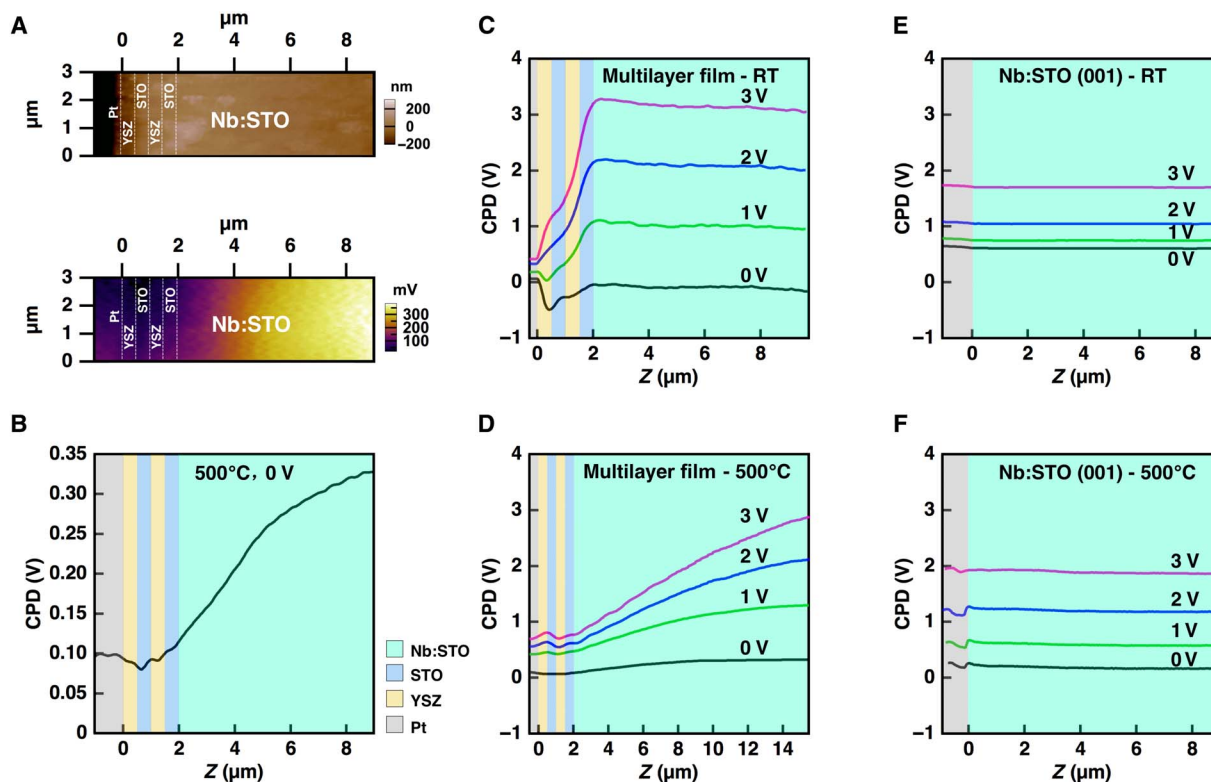 A
µm
0 2 4 6 8
µm
3
2
1
0
Pt
YSZ
STO
YSZ
STO
Nb:STO
nm
200
0
−200
µm
0 2 4 6 8
µm
3
2
1
0
YSZ
STO
YSZ
STO
Nb:STO
mV
300
200
100
B
500°C, 0 V
CPD (V)
0.35
0.30
0.25
0.20
0.15
0.10
0.05
0
0 2 4 6 8
Z (µm)
Nb:STO
STO
YSZ
Pt
C
Multilayer film - RT
3 V
2 V
1 V
0 V
CPD (V)
4
3
2
1
0
−1
0 2 4 6 8
Z (µm)
D
Multilayer film - 500°C
3 V
2 V
1 V
0 V
CPD (V)
4
3
2
1
0
−1
0 2 4 6 8 10 12 14
Z (µm)
E
Nb:STO (001) - RT
3 V
2 V
1 V
0 V
CPD (V)
4
3
2
1
0
−1
0 2 4 6 8
Z (µm)
F
Nb:STO (001) - 500°C
3 V
2 V
1 V
0 V
CPD (V)
4
3
2
1
0
−1
0 2 4 6 8
Z (µm)